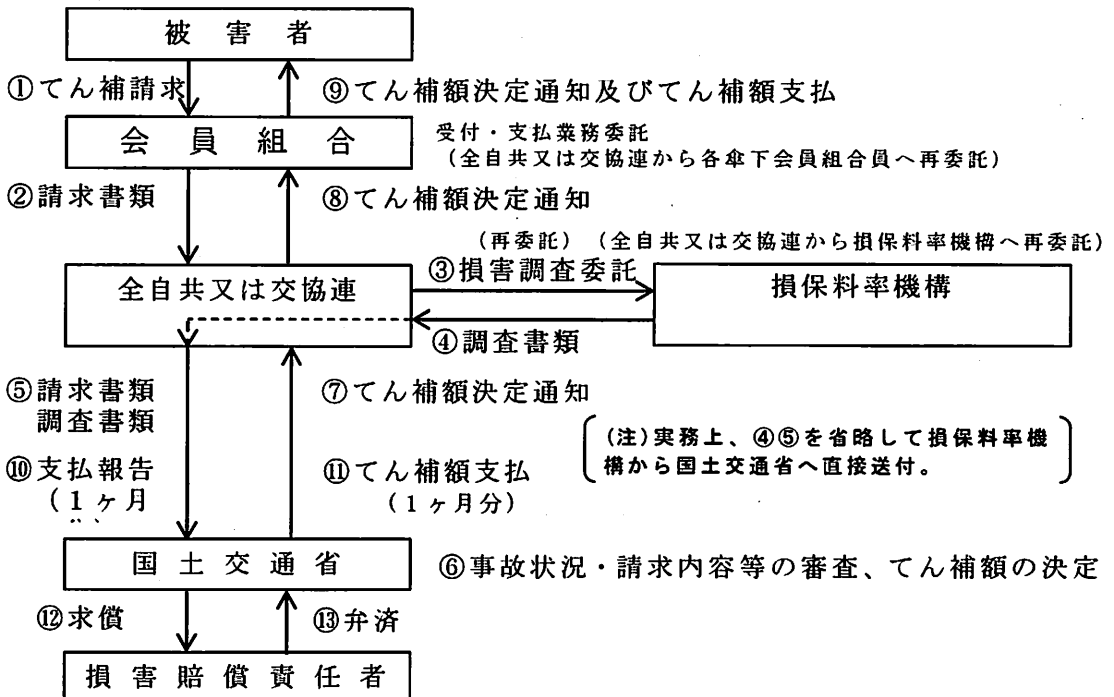 被害者
①てん補請求
⑨てん補額決定通知及びてん補額支払
会員組合
受付・支払業務委託
(全自共又は交協連から各傘下会員組合員へ再委託)
②請求書類
⑧てん補額決定通知
(再委託) (全自共又は交協連から損保料率機構へ再委託)
③損害調査委託
全自共又は交協連
損保料率機構
④調査書類
⑤請求書類
調査書類
⑦てん補額決定通知
(注)実務上、④⑤を省略して損保料率機
構から国土交通省へ直接送付。
⑩支払報告
(1ヶ月
⑪てん補額支払
(1ヶ月分)
国土交通省
⑥事故状況・請求内容等の審査、てん補額の決定
⑫求償
⑬弁済
損害賠償責任者